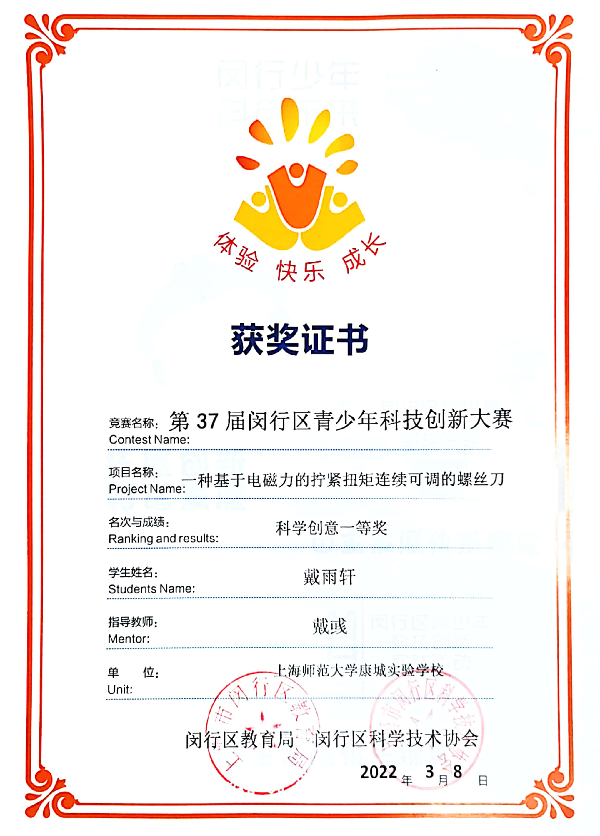 体验 快乐 成长
获奖证书
竞赛名称: 第 37 届闵行区青少年科技创新大赛
Contest Name:
项目名称: 一种基于电磁力的拧紧扭矩连续可调的螺丝刀
Project Name:
名次与成绩: 科学创意一等奖
Ranking and results:
学生姓名: 戴雨轩
Students Name:
指导教师: 戴彧
Mentor:
单 位: 上海师范大学康城实验学校
Unit:
闵行区教育局 闵行区科学技术协会
2022 年 3 月 8 日